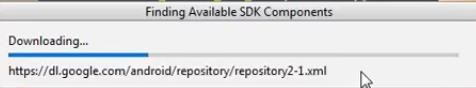 Finding Available SDK Components
Downloading...
https://dl.google.com/android/repository/repository2-1.xml